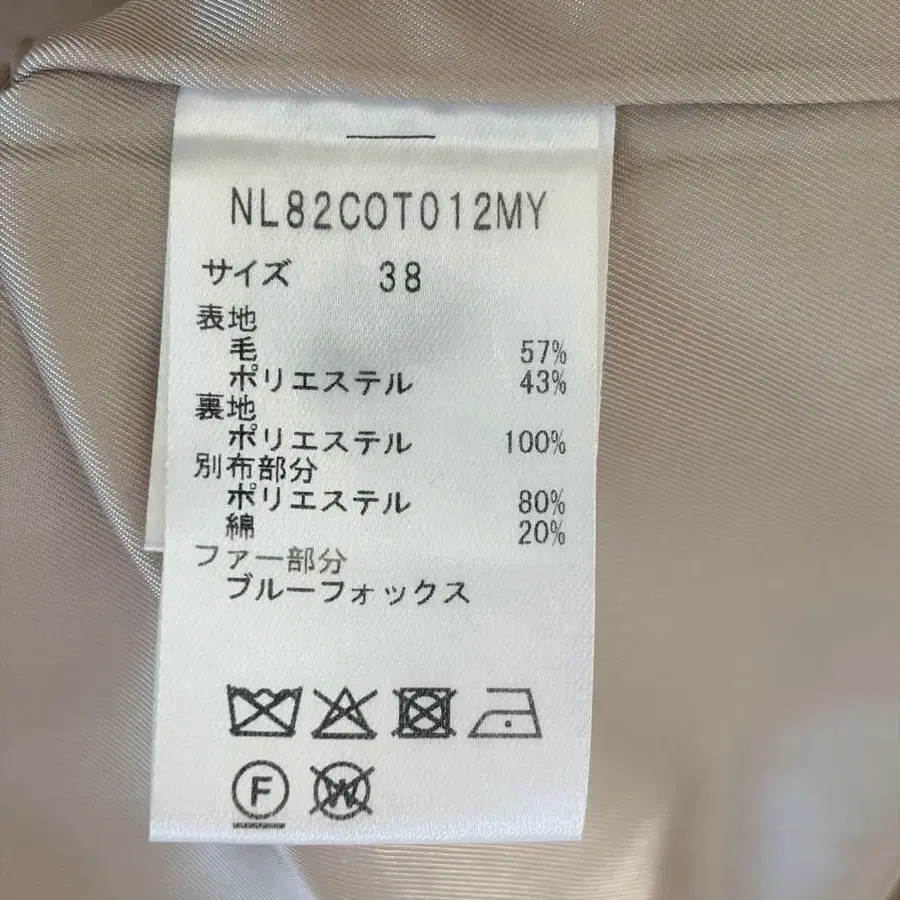 NL82COT012MY
サイズ 38
表地
毛 57%
ポリエステル 43%
裏地
ポリエステル 100%
別布部分
ポリエステル 80%
綿 20%
ファー部分
ブルーフォックス
F W